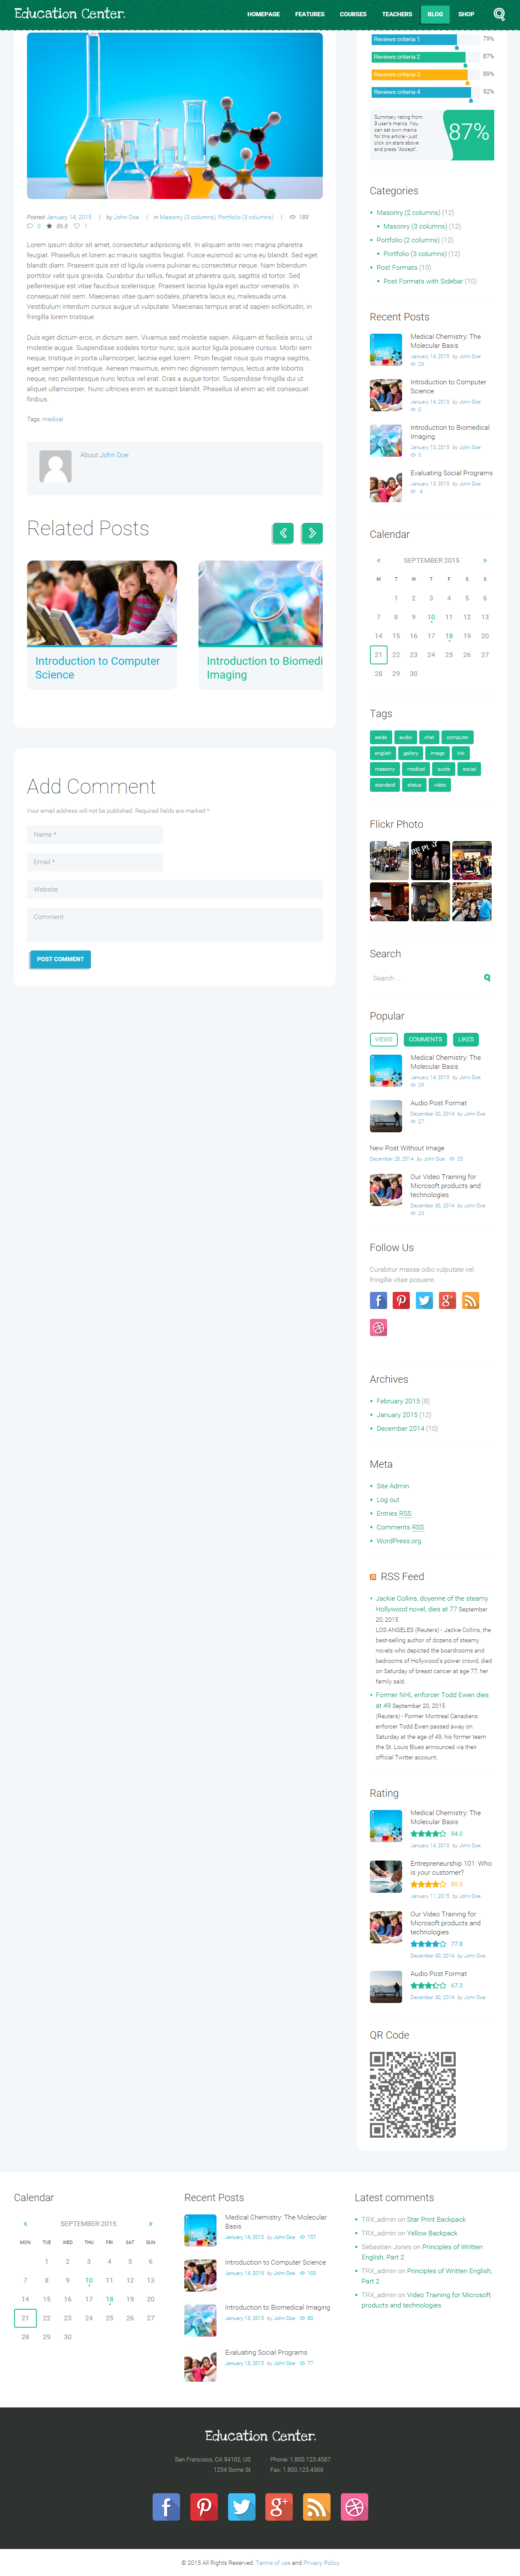 Education Center.
HOMEPAGE FEATURES COURSES TEACHERS BLOG SHOP
Posted January 14, 2015 | by John Doe | in Masonry (3 columns), Portfolio (3 columns) | 189
0 86.8 1
Lorem ipsum dolor sit amet, consectetur adipiscing elit. In aliquam ante nec magna pharetra
feugiat. Phasellus et lorem ac mauris sagittis feugiat. Fusce euismod ac eros ac mattis. Sed eget
blandit diam. Praesent quis est id ligula viverra pulvinar eu consectetur neque. Nam bibendum
porttitor velit quis gravida. Curabitur dui tellus, feugiat at pharetra quis, sagittis et sapien. Duis sed
pellentesque est vitae faucibus scelerisque. Praesent lacinia ligula eget auctor venenatis. In
consequat nisl sem. Maecenas vitae quam sodales, pharetra lacus eu, malesuada urna.
Vestibulum interdum cursus augue ut vulputate. Maecenas tempus erat id sapien sollicitudin, in
fringilla lorem tristique.
Duis eget dictum eros, in dictum sem. Vivamus sed molestie sapien. Aliquam et facilisis arcu, ut
molestie augue. Suspendisse sodales tortor nunc, quis auctor ligula posuere cursus. Morbi sem
neque, tristique in porta ullamcorper, lacinia eget lorem. Proin feugiat risus quis magna sagittis,
eget semper nisl tristique. Aenean maximus, enim nec dignissim tempus, lectus ante lobortis
neque, nec pellentesque nunc lectus vel erat. Cras a augue tortor. Suspendisse fringilla dui ut
aliquet ullamcorper. Nunc ultricies enim et suscipit blandit. Phasellus id enim ac elit consequat
finibus.
Tags: medical
About John Doe
Related Posts
Introduction to Computer
Science
Introduction to Biomedi
Imaging
Add Comment
Your email address will not be published. Required fields are marked *
Name *
Email *
Website
Comment
POST COMMENT
Reviews criteria 1 79%
Reviews criteria 2 87%
Reviews criteria 3 89%
Reviews criteria 4 92%
Summary rating from
3 user's marks. You
can set own marks
for this article - just
click on stars above
and press "Accept".
87%
Categories
Masonry (2 columns) (12)
Masonry (3 columns) (12)
Portfolio (2 columns) (12)
Portfolio (3 columns) (12)
Post Formats (10)
Post Formats with Sidebar (10)
Recent Posts
Medical Chemistry: The
Molecular Basis
January 14, 2015 by John Doe
Introduction to Computer
Science
January 14, 2015 by John Doe
0
Introduction to Biomedical
Imaging
January 13, 2015 by John Doe
0
Evaluating Social Programs
January 13, 2015 by John Doe
4
Calendar
« SEPTEMBER 2015 »
M T W T F S S
1 2 3 4 5 6
7 8 9 10 11 12 13
14 15 16 17 18 19 20
21 22 23 24 25 26 27
28 29 30
Tags
aside audio chat computer
english gallery image link
masonry medical quote social
standard status video
Flickr Photo
Search
Search ...
Popular
VIEWS COMMENTS LIKES
Medical Chemistry: The
Molecular Basis
January 14, 2015 by John Doe
Audio Post Format
December 30, 2014 by John Doe
27
New Post Without Image
December 28, 2014 by John Doe
Our Video Training for
Microsoft products and
technologies
December 30, 2014 by John Doe
23
Follow Us
Curabitur massa odio vulputate vel
fringilla vitae posuere.
Archives
February 2015 (8)
January 2015 (12)
December 2014 (10)
Meta
Site Admin
Log out
Entries RSS
Comments RSS
WordPress.org
RSS Feed
Jackie Collins, doyenne of the steamy
Hollywood novel, dies at 77 September
20, 2015
LOS ANGELES (Reuters) - Jackie Collins, the
best-selling author of dozens of steamy
novels who depicted the boardrooms and
bedrooms of Hollywood's power crowd, died
on Saturday of breast cancer at age 77, her
family said.
Former NHL enforcer Todd Ewen dies
at 49 September 20, 2015
(Reuters) - Former Montreal Canadiens
enforcer Todd Ewen passed away on
Saturday at the age of 49, his former team
the St. Louis Blues announced via their
official Twitter account.
Rating
Medical Chemistry: The
Molecular Basis
84.0
January 14, 2015 by John Doe
Entrepreneurship 101: Who
is your customer?
January 11, 2015 by John Doe
Our Video Training for
Microsoft products and
technologies
77.8
December 30, 2014 by John Doe
Audio Post Format
67.3
December 30, 2014 by John Doe
QR Code
Calendar
« SEPTEMBER 2015 »
MON TUE WED THU FRI SAT SUN
1 2 3 4 5 6
7 8 9 10 11 12 13
14 15 16 17 18 19 20
21 22 23 24 25 26 27
28 29 30
Recent Posts
Medical Chemistry: The Molecular
Basis
January 14, 2015 by John Doe 157
Introduction to Computer Science
January 14, 2015 by John Doe 103
Introduction to Biomedical Imaging
January 13, 2015 by John Doe 80
Evaluating Social Programs
January 13, 2015 by John Doe 77
Latest comments
TRX_admin on Star Print Backpack
TRX_admin on Yellow Backpack
Sebastian Jones on Principles of Written
English, Part 2
TRX_admin on Principles of Written English,
Part 2
TRX_admin on Video Training for Microsoft
products and technologies
Education Center.
San Francisco, CA 94102, US
1234 Some St
Phone: 1.800.123.4567
Fax: 1.800.123.4566
© 2015 All Rights Reserved. Terms of use and Privacy Policy